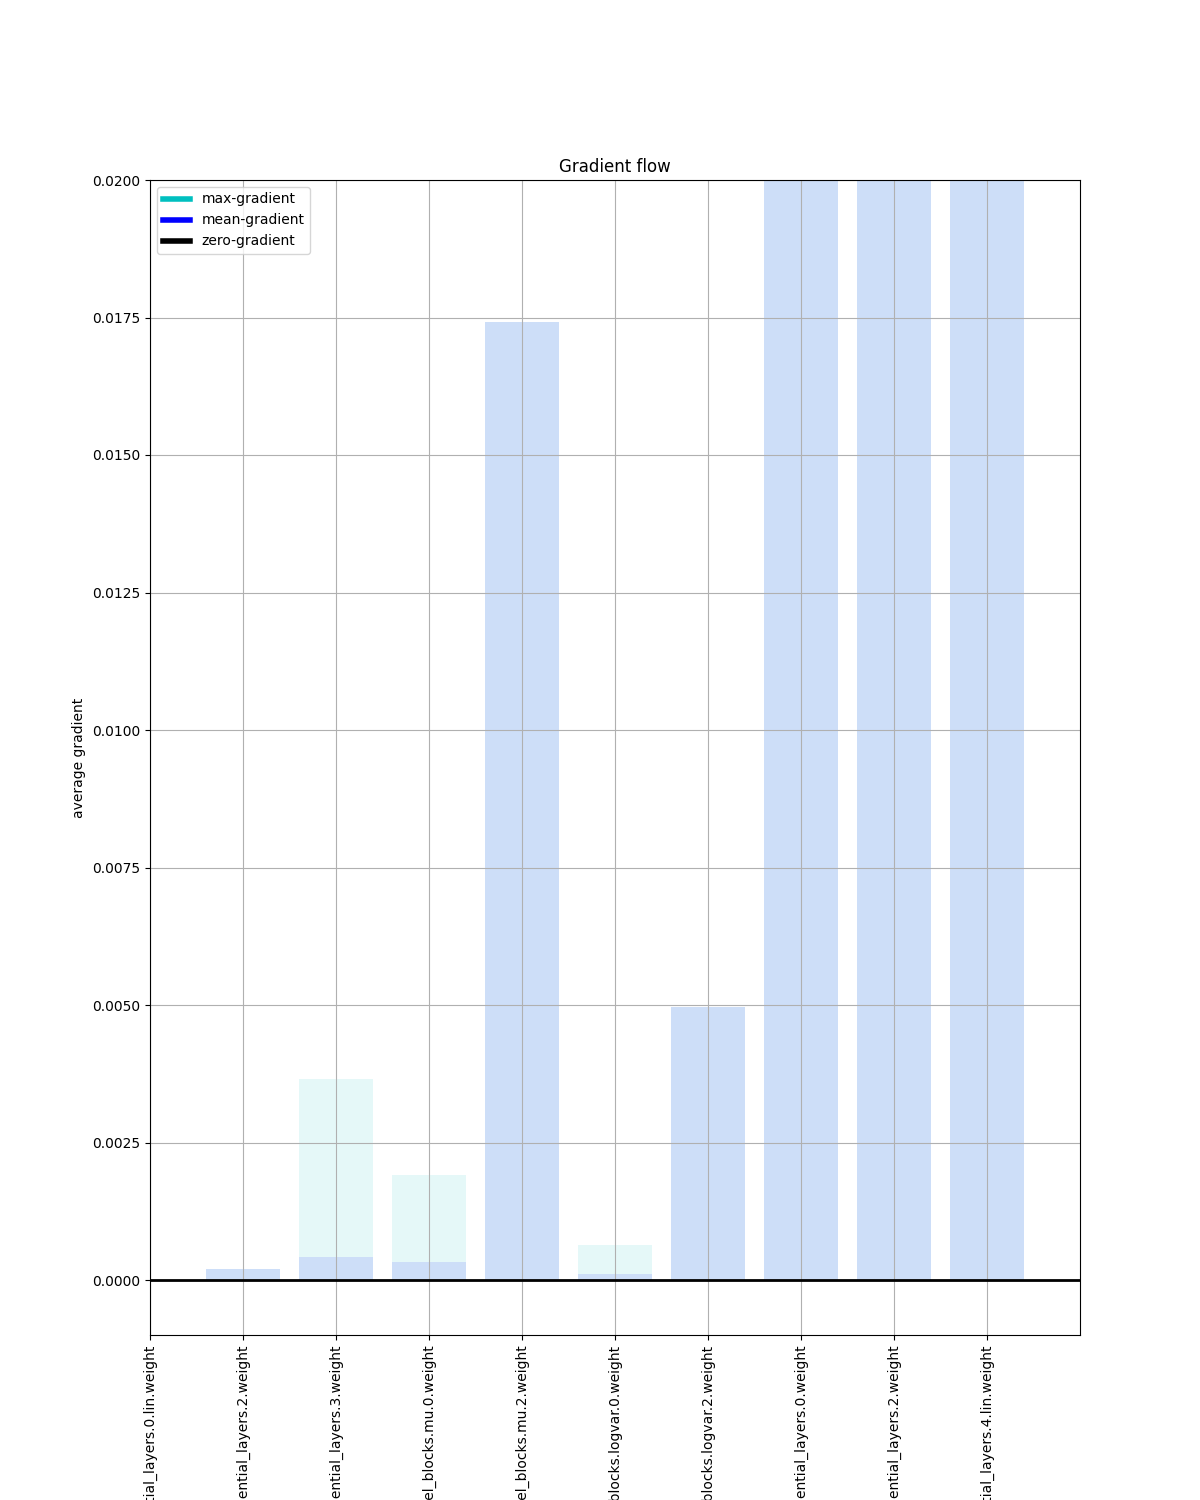 Gradient flow
max-gradient
mean-gradient
zero-gradient
0.0200
0.0175
0.0150
0.0125
0.0100
0.0075
0.0050
0.0025
0.0000
average gradient
tial_layers.0.lin.weight
ential_layers.2.weight
ential_layers.3.weight
el_blocks.mu.0.weight
el_blocks.mu.2.weight
blocks.logvar.0.weight
blocks.logvar.2.weight
ential_layers.0.weight
ential_layers.2.weight
tial_layers.4.lin.weight